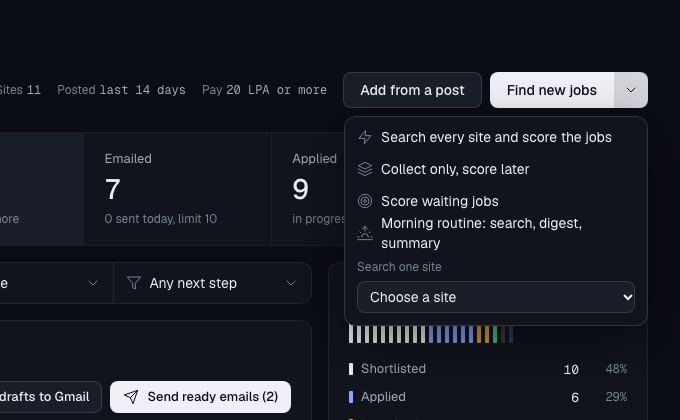 Sites 11 Posted last 14 days Pay 20 LPA or more Add from a post Find new jobs
Search every site and score the jobs
Emailed Applied
Collect only, score later
7 9
Score waiting jobs
0 sent today, limit 10
Morning routine: search, digest,
summary
Search one site
Any next step
Choose a site
Shortlisted 10 48%
drafts to Gmail Send ready emails (2)
Applied 6 29%